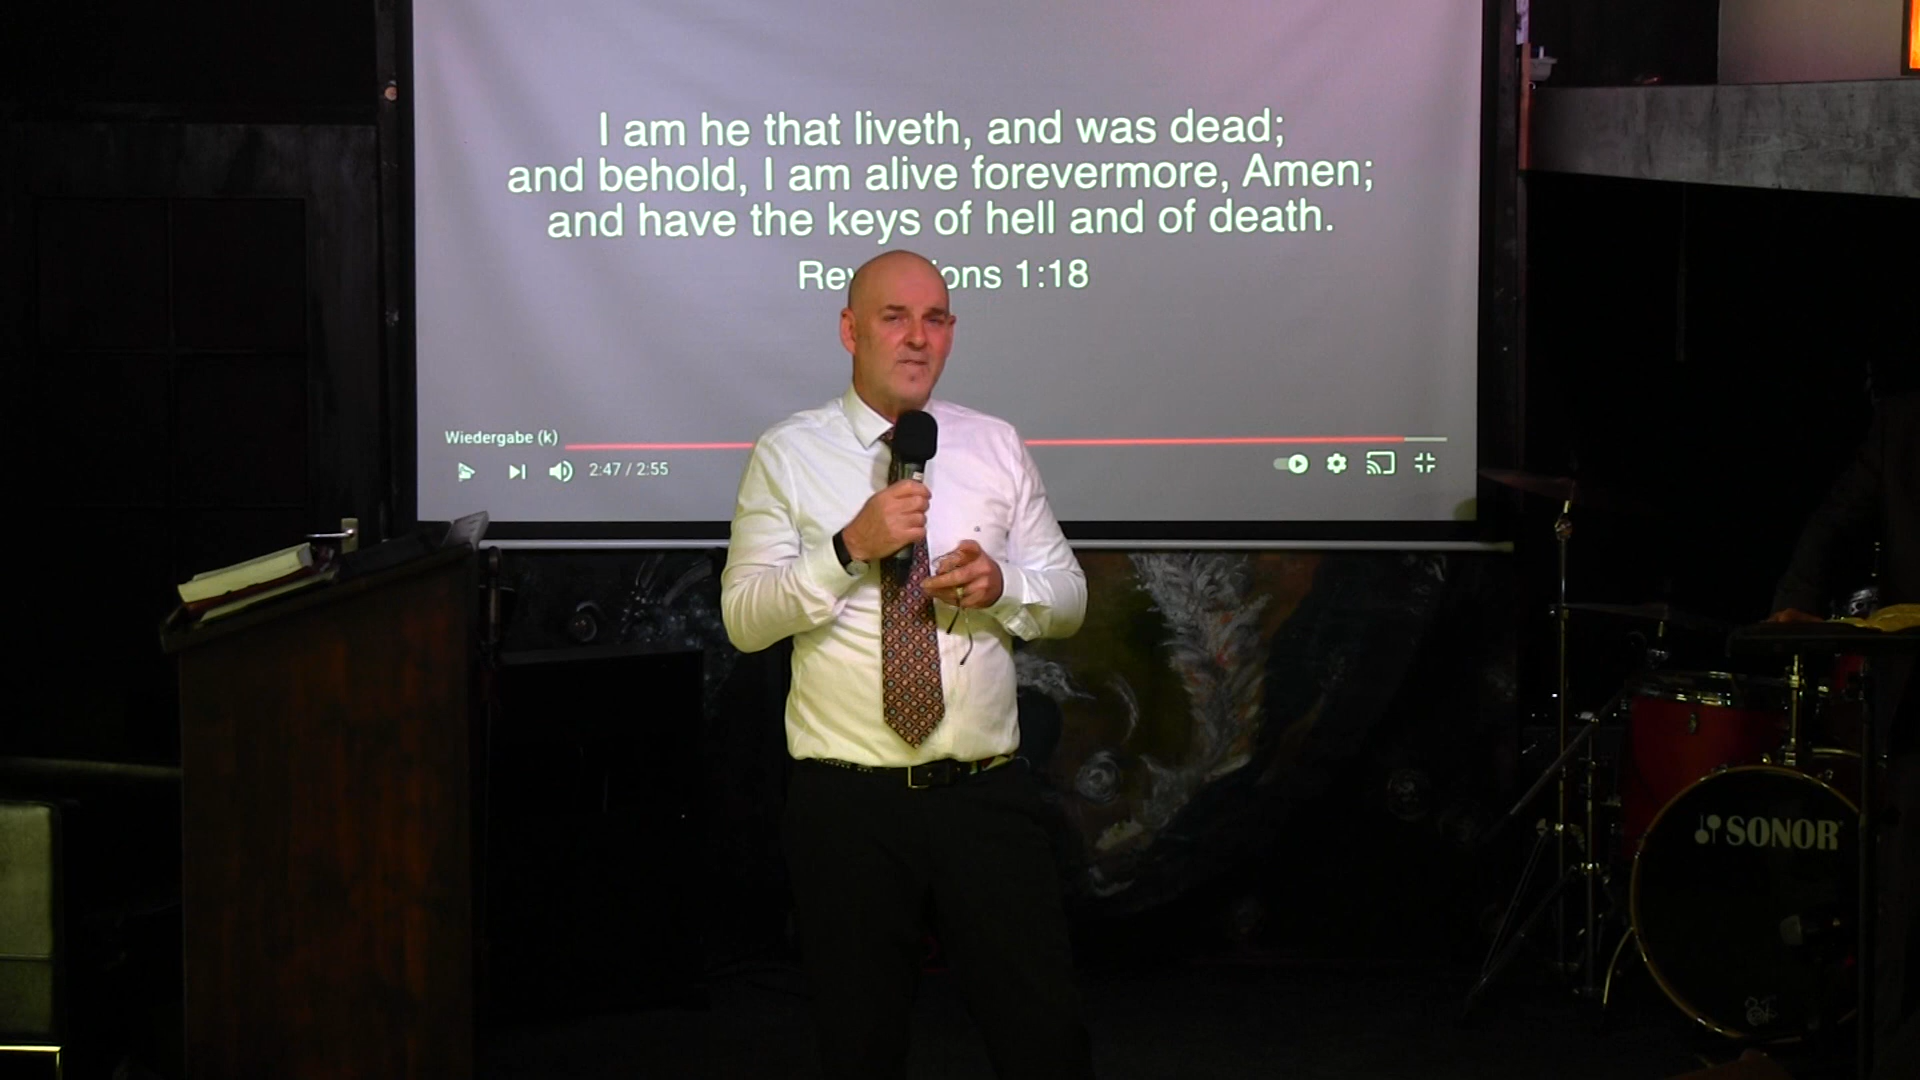 I am he that liveth, and was dead;
and behold, I am alive forevermore, Amen;
and have the keys of hell and of death.
1:18
Wiedergabe (k)
2:47 / 2:55
SONOR